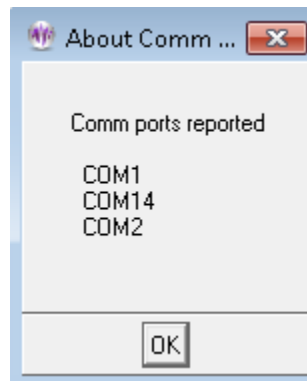 About Comm ...
Comm ports reported
COM1
COM14
COM2
OK